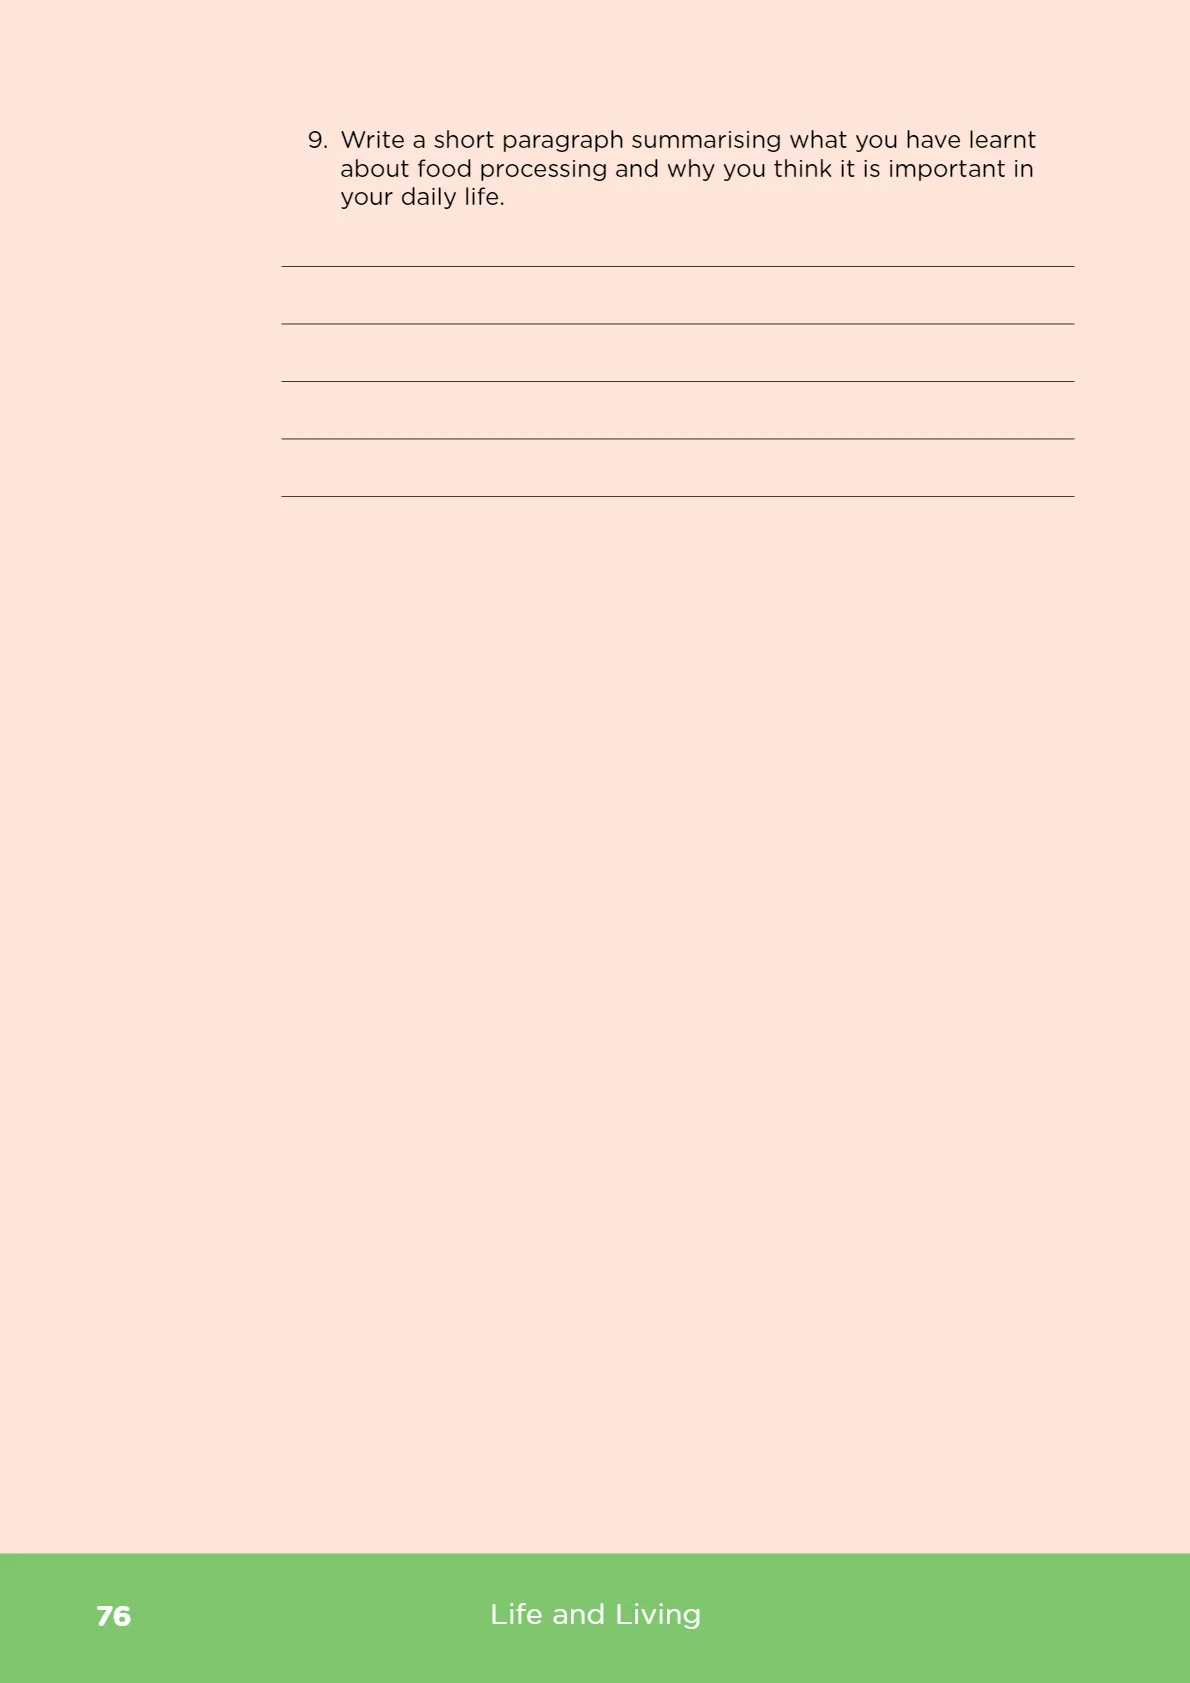 9. Write a short paragraph summarising what you have learnt
about food processing and why you think it is important in
your daily life.
76
Life and Living